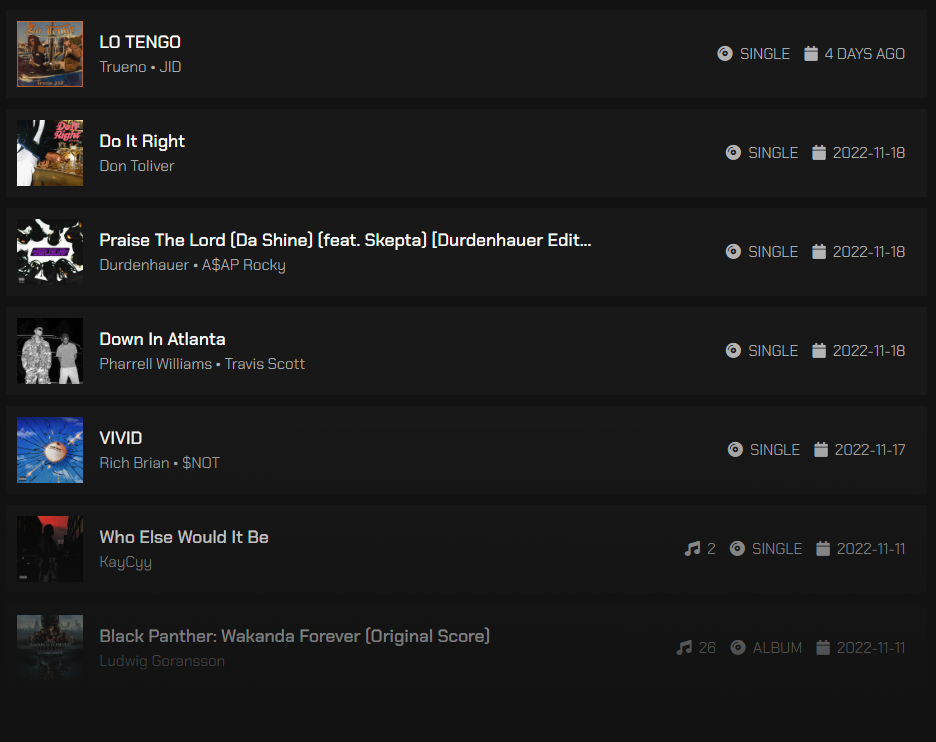 LO TENGO
Trueno • JID
SINGLE 4 DAYS AGO
Do It Right
Don Toliver
SINGLE 2022-11-18
Praise The Lord (Da Shine) (feat. Skepta) [Durdenhauer Edit...
Durdenhauer • A$AP Rocky
SINGLE 2022-11-18
Down In Atlanta
Pharrell Williams • Travis Scott
SINGLE 2022-11-18
VIVID
Rich Brian • $NOT
SINGLE 2022-11-17
Who Else Would It Be
KayCyy
2 SINGLE 2022-11-11
Black Panther: Wakanda Forever (Original Score)
Ludwig Goransson
26 ALBUM 2022-11-11